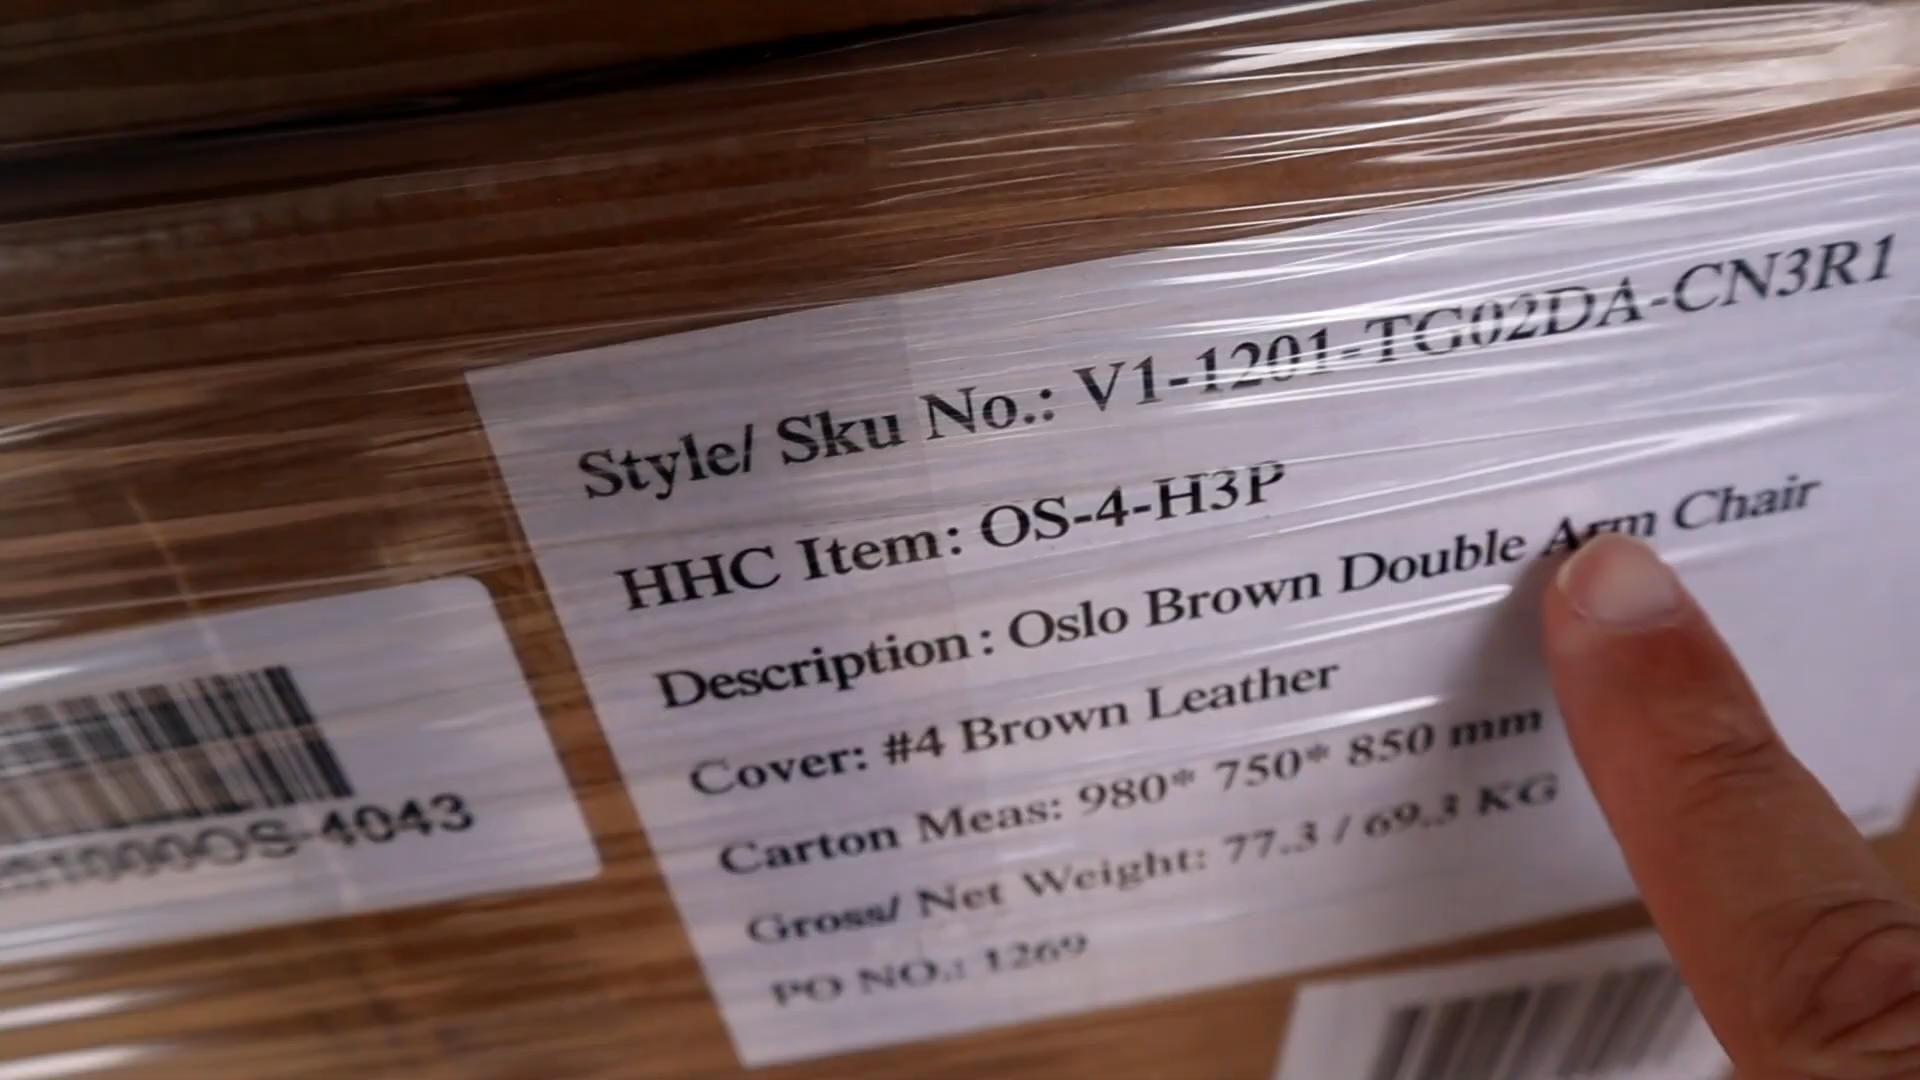 Style/ Sku No.: V1-1201-TG02DA-CN3R1
HHC Item: OS-4-H3P
Description: Oslo Brown Double Arm Chair
Cover: #4 Brown Leather
Carton Meas: 980* 750* 850 mm
Gross/ Net Weight: 77.3 / 69.3 KG
PO NO.: 1269
OS-4043